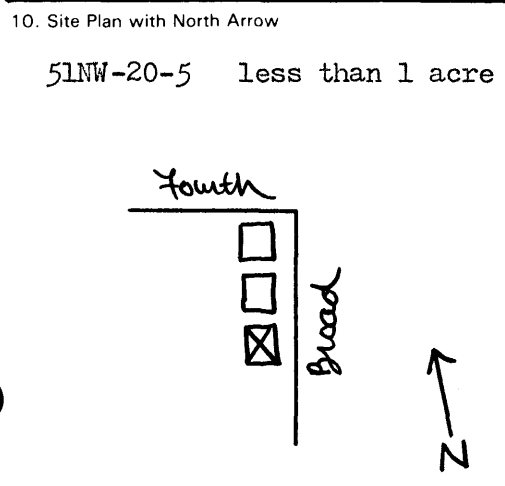 10. Site Plan with North Arrow
51NW-20-5 less than 1 acre
Fourth
Broad
N